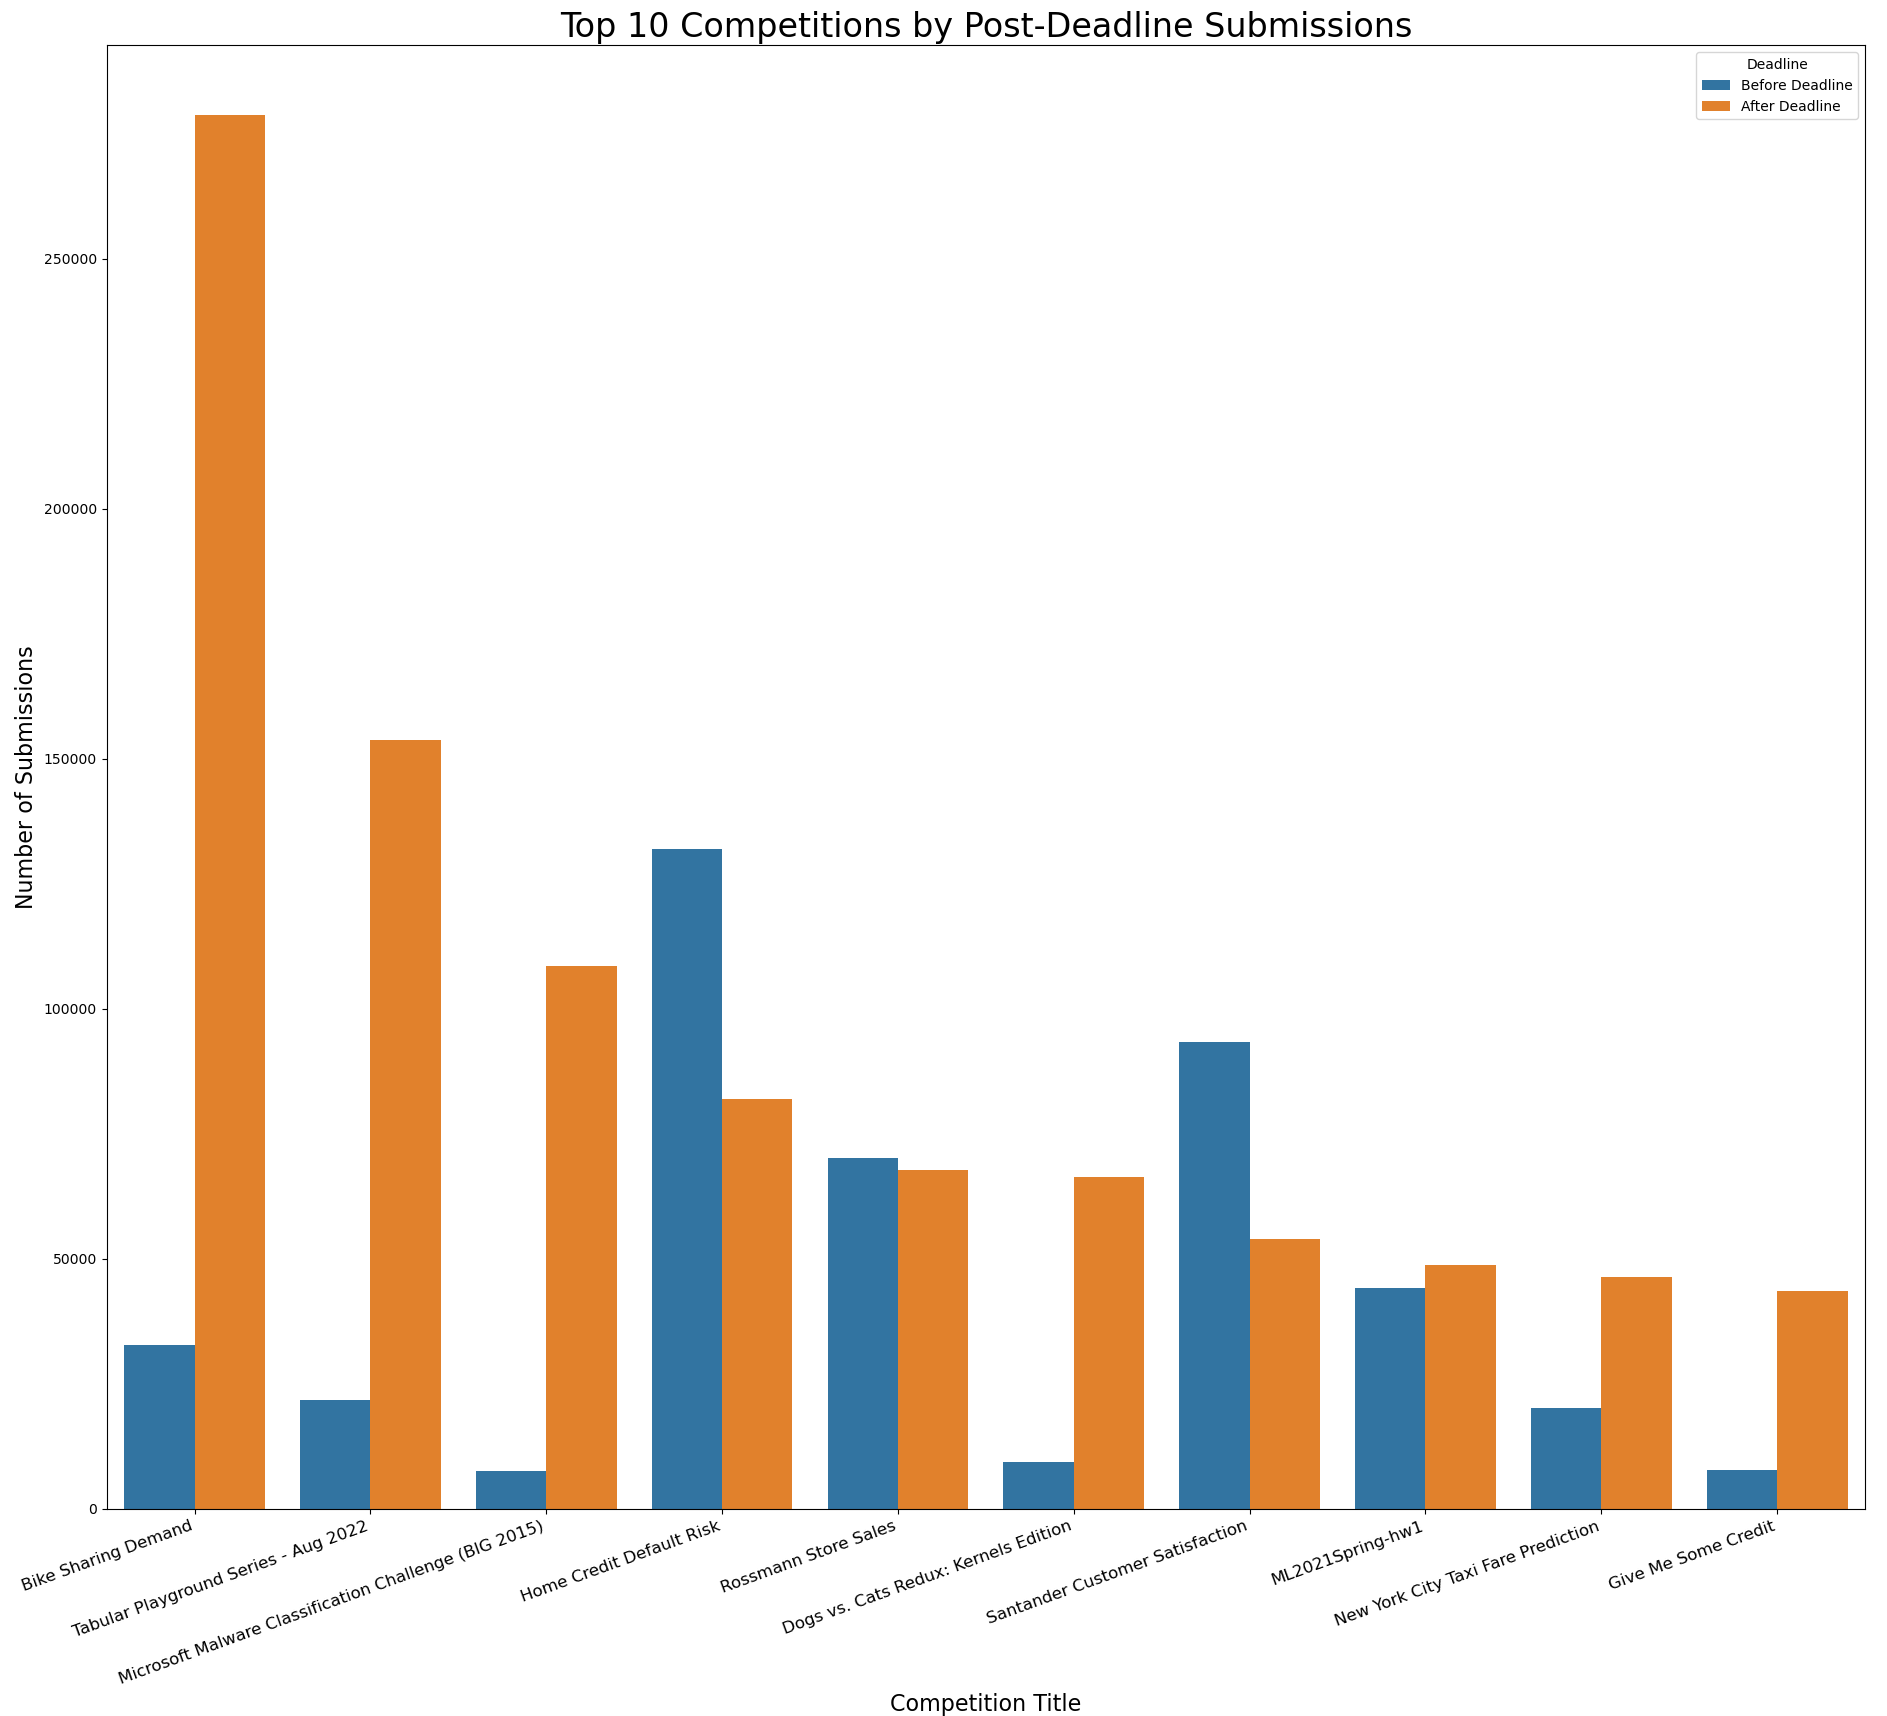 Top 10 Competitions by Post-Deadline Submissions
Deadline
Before Deadline
After Deadline
Number of Submissions
250000
200000
150000
100000
50000
0
Bike Sharing Demand
Tabular Playground Series - Aug 2022
Microsoft Malware Classification Challenge (BIG 2015)
Home Credit Default Risk
Rossmann Store Sales
Dogs vs. Cats Redux: Kernels Edition
Santander Customer Satisfaction
ML2021Spring-hw1
New York City Taxi Fare Prediction
Give Me Some Credit
Competition Title